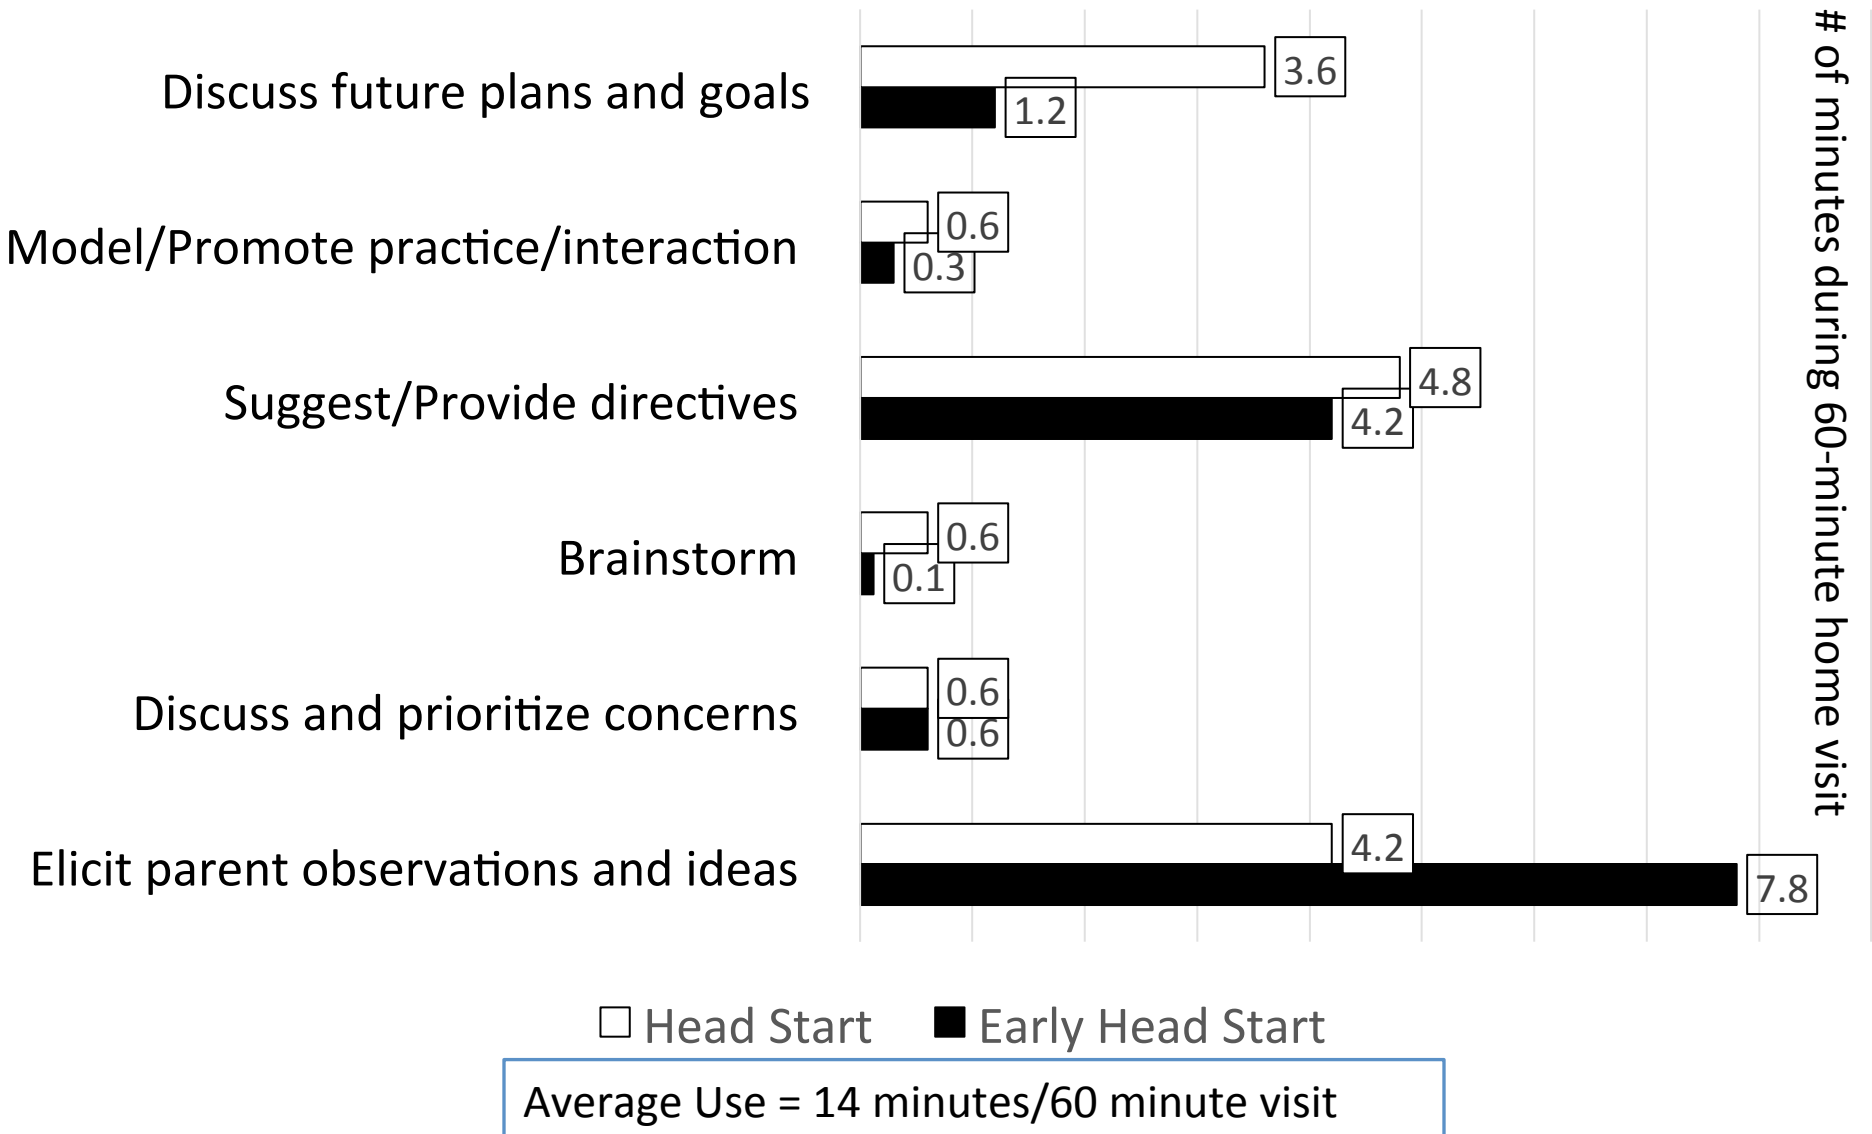 Discuss future plans and goals
3.6
1.2
Model/Promote practice/interaction
0.6
0.3
Suggest/Provide directives
4.8
4.2
Brainstorm
0.6
0.1
Discuss and prioritize concerns
0.6
0.6
Elicit parent observations and ideas
4.2
7.8
# of minutes during 60-minute home visit
Head Start
Early Head Start
Average Use = 14 minutes/60 minute visit